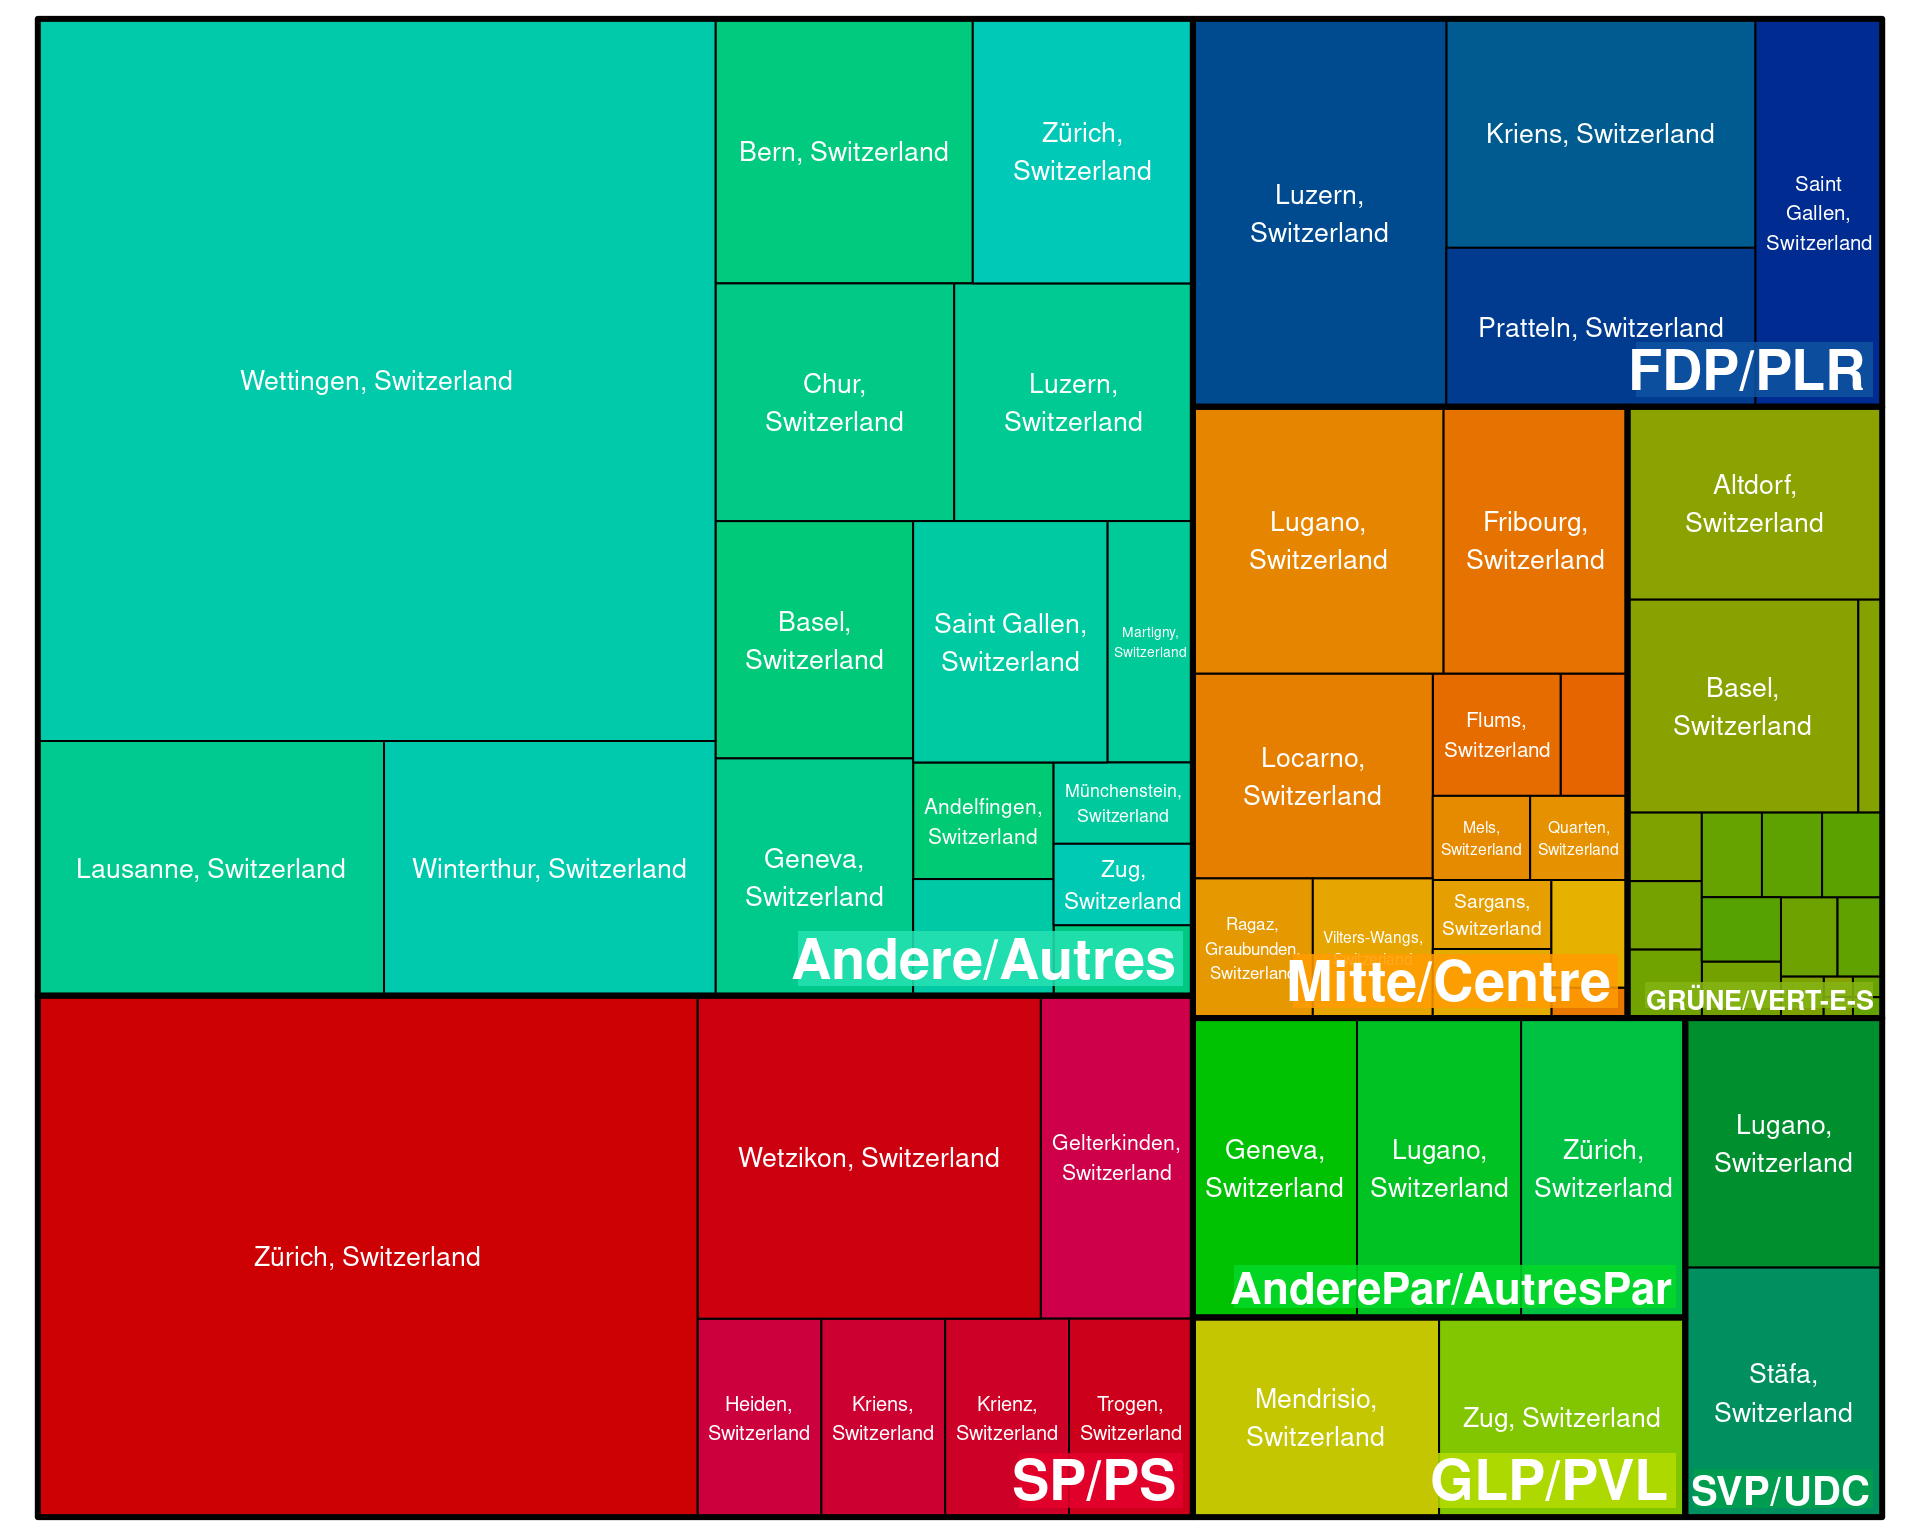 Wettingen, Switzerland
Bern, Switzerland
Zürich,
Switzerland
Chur,
Switzerland
Luzern,
Switzerland
Basel,
Switzerland
Saint Gallen,
Switzerland
Martigny,
Switzerland
Lausanne, Switzerland
Winterthur, Switzerland
Geneva,
Switzerland
Andelfingen,
Switzerland
Münchenstein,
Switzerland
Zug,
Switzerland
Andere/Autres
Luzern,
Switzerland
Kriens, Switzerland
Saint
Gallen,
Switzerland
Pratteln, Switzerland
FDP/PLR
Lugano,
Switzerland
Fribourg,
Switzerland
Locarno,
Switzerland
Flums,
Switzerland
Mels,
Switzerland
Quarten,
Switzerland
Ragaz,
Graubunden,
Switzerland
Vilters-Wangs,
Switzerland
Sargans,
Switzerland
Mitte/Centre
Altdorf,
Switzerland
Basel,
Switzerland
GRÜNE/VERT-E-S
Zürich, Switzerland
Wetzikon, Switzerland
Gelterkinden,
Switzerland
Heiden,
Switzerland
Kriens,
Switzerland
Krienz,
Switzerland
Trogen,
Switzerland
SP/PS
Geneva,
Switzerland
Lugano,
Switzerland
Zürich,
Switzerland
AnderePar/AutresPar
Mendrisio,
Switzerland
Zug, Switzerland
GLP/PVL
Lugano,
Switzerland
Stäfa,
Switzerland
SVP/UDC